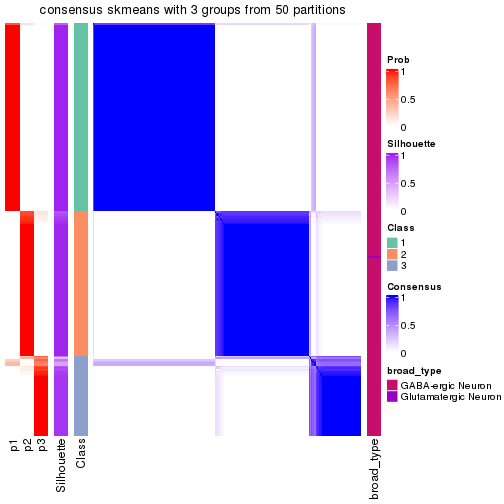 consensus skmeans with 3 groups from 50 partitions
Prob
1
0.5
0
Silhouette
1
0.5
0
Class
1
2
3
Consensus
1
0.5
0
broad_type
GABA-ergic Neuron
Glutamatergic Neuron
p1
p2
p3
Silhouette
Class
broad_type